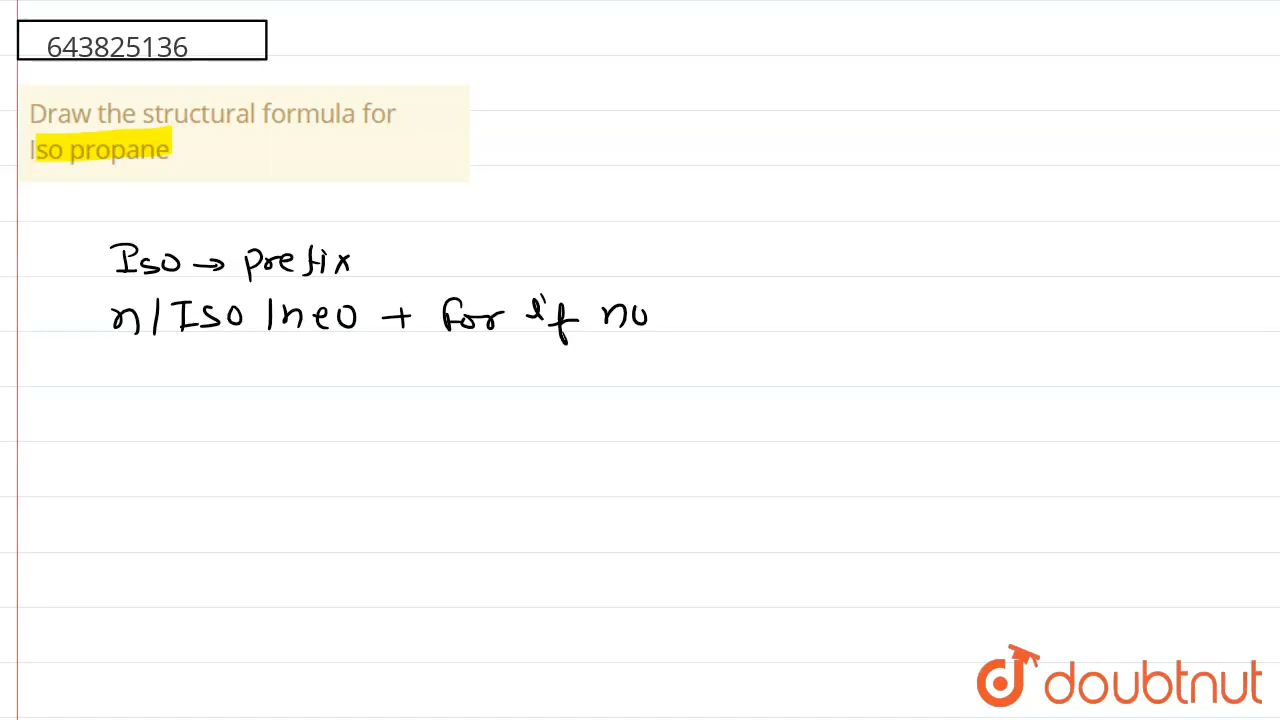 643825136
Draw the structural formula for
Iso propane
Iso → prefix
n/Iso/neo + for if no
doubtnut